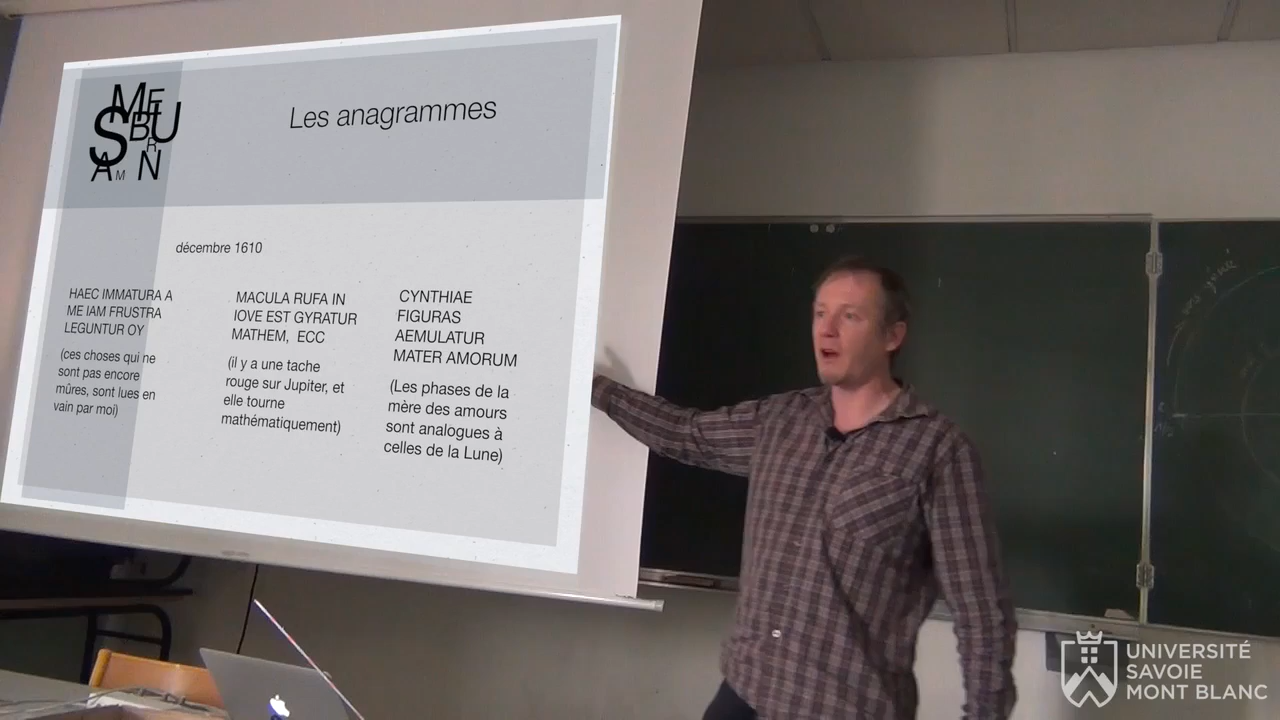 Les anagrammes
décembre 1610
HAEC IMMATURA A
ME IAM FRUSTRA
LEGUNTUR OY
(ces choses qui ne
sont pas encore
mûres, sont lues en
vain par moi)
MACULA RUFA IN
IOVE EST GYRATUR
MATHEM, ECC
(il y a une tache
rouge sur Jupiter, et
elle tourne
mathématiquement)
CYNTHIAE
FIGURAS
AEMULATUR
MATER AMORUM
(Les phases de la
mère des amours
sont analogues à
celles de la Lune)
UNIVERSITÉ
SAVOIE
MONT BLANC